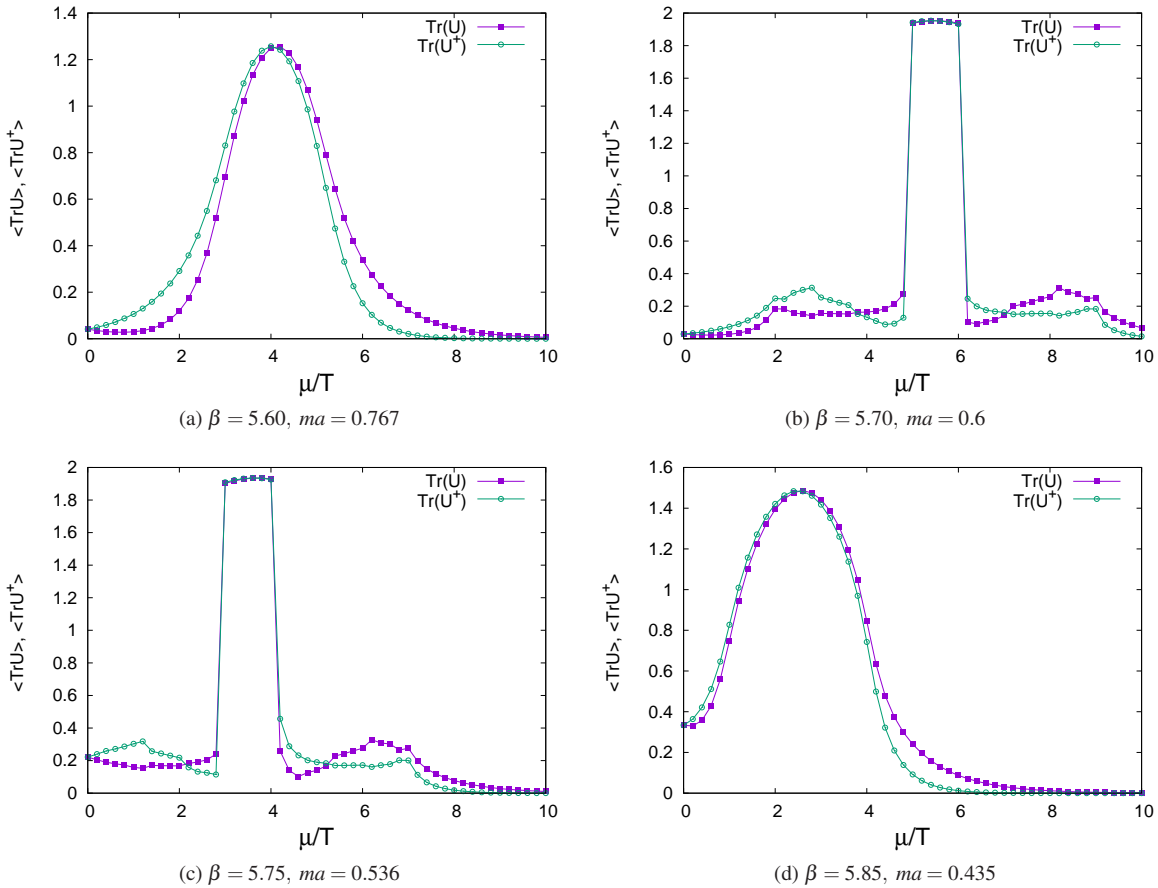 1.4
1.2
1
0.8
0.6
0.4
0.2
0
<TrU>, <TrU⁺>
Tr(U)
Tr(U⁺)
0 2 4 6 8 10
μ/T
(a) β = 5.60, ma = 0.767
2
1.8
1.6
1.4
1.2
1
0.8
0.6
0.4
0.2
0
<TrU>, <TrU⁺>
Tr(U)
Tr(U⁺)
0 2 4 6 8 10
μ/T
(b) β = 5.70, ma = 0.6
2
1.8
1.6
1.4
1.2
1
0.8
0.6
0.4
0.2
0
<TrU>, <TrU⁺>
Tr(U)
Tr(U⁺)
0 2 4 6 8 10
μ/T
(c) β = 5.75, ma = 0.536
1.6
1.4
1.2
1
0.8
0.6
0.4
0.2
0
<TrU>, <TrU⁺>
Tr(U)
Tr(U⁺)
0 2 4 6 8 10
μ/T
(d) β = 5.85, ma = 0.435